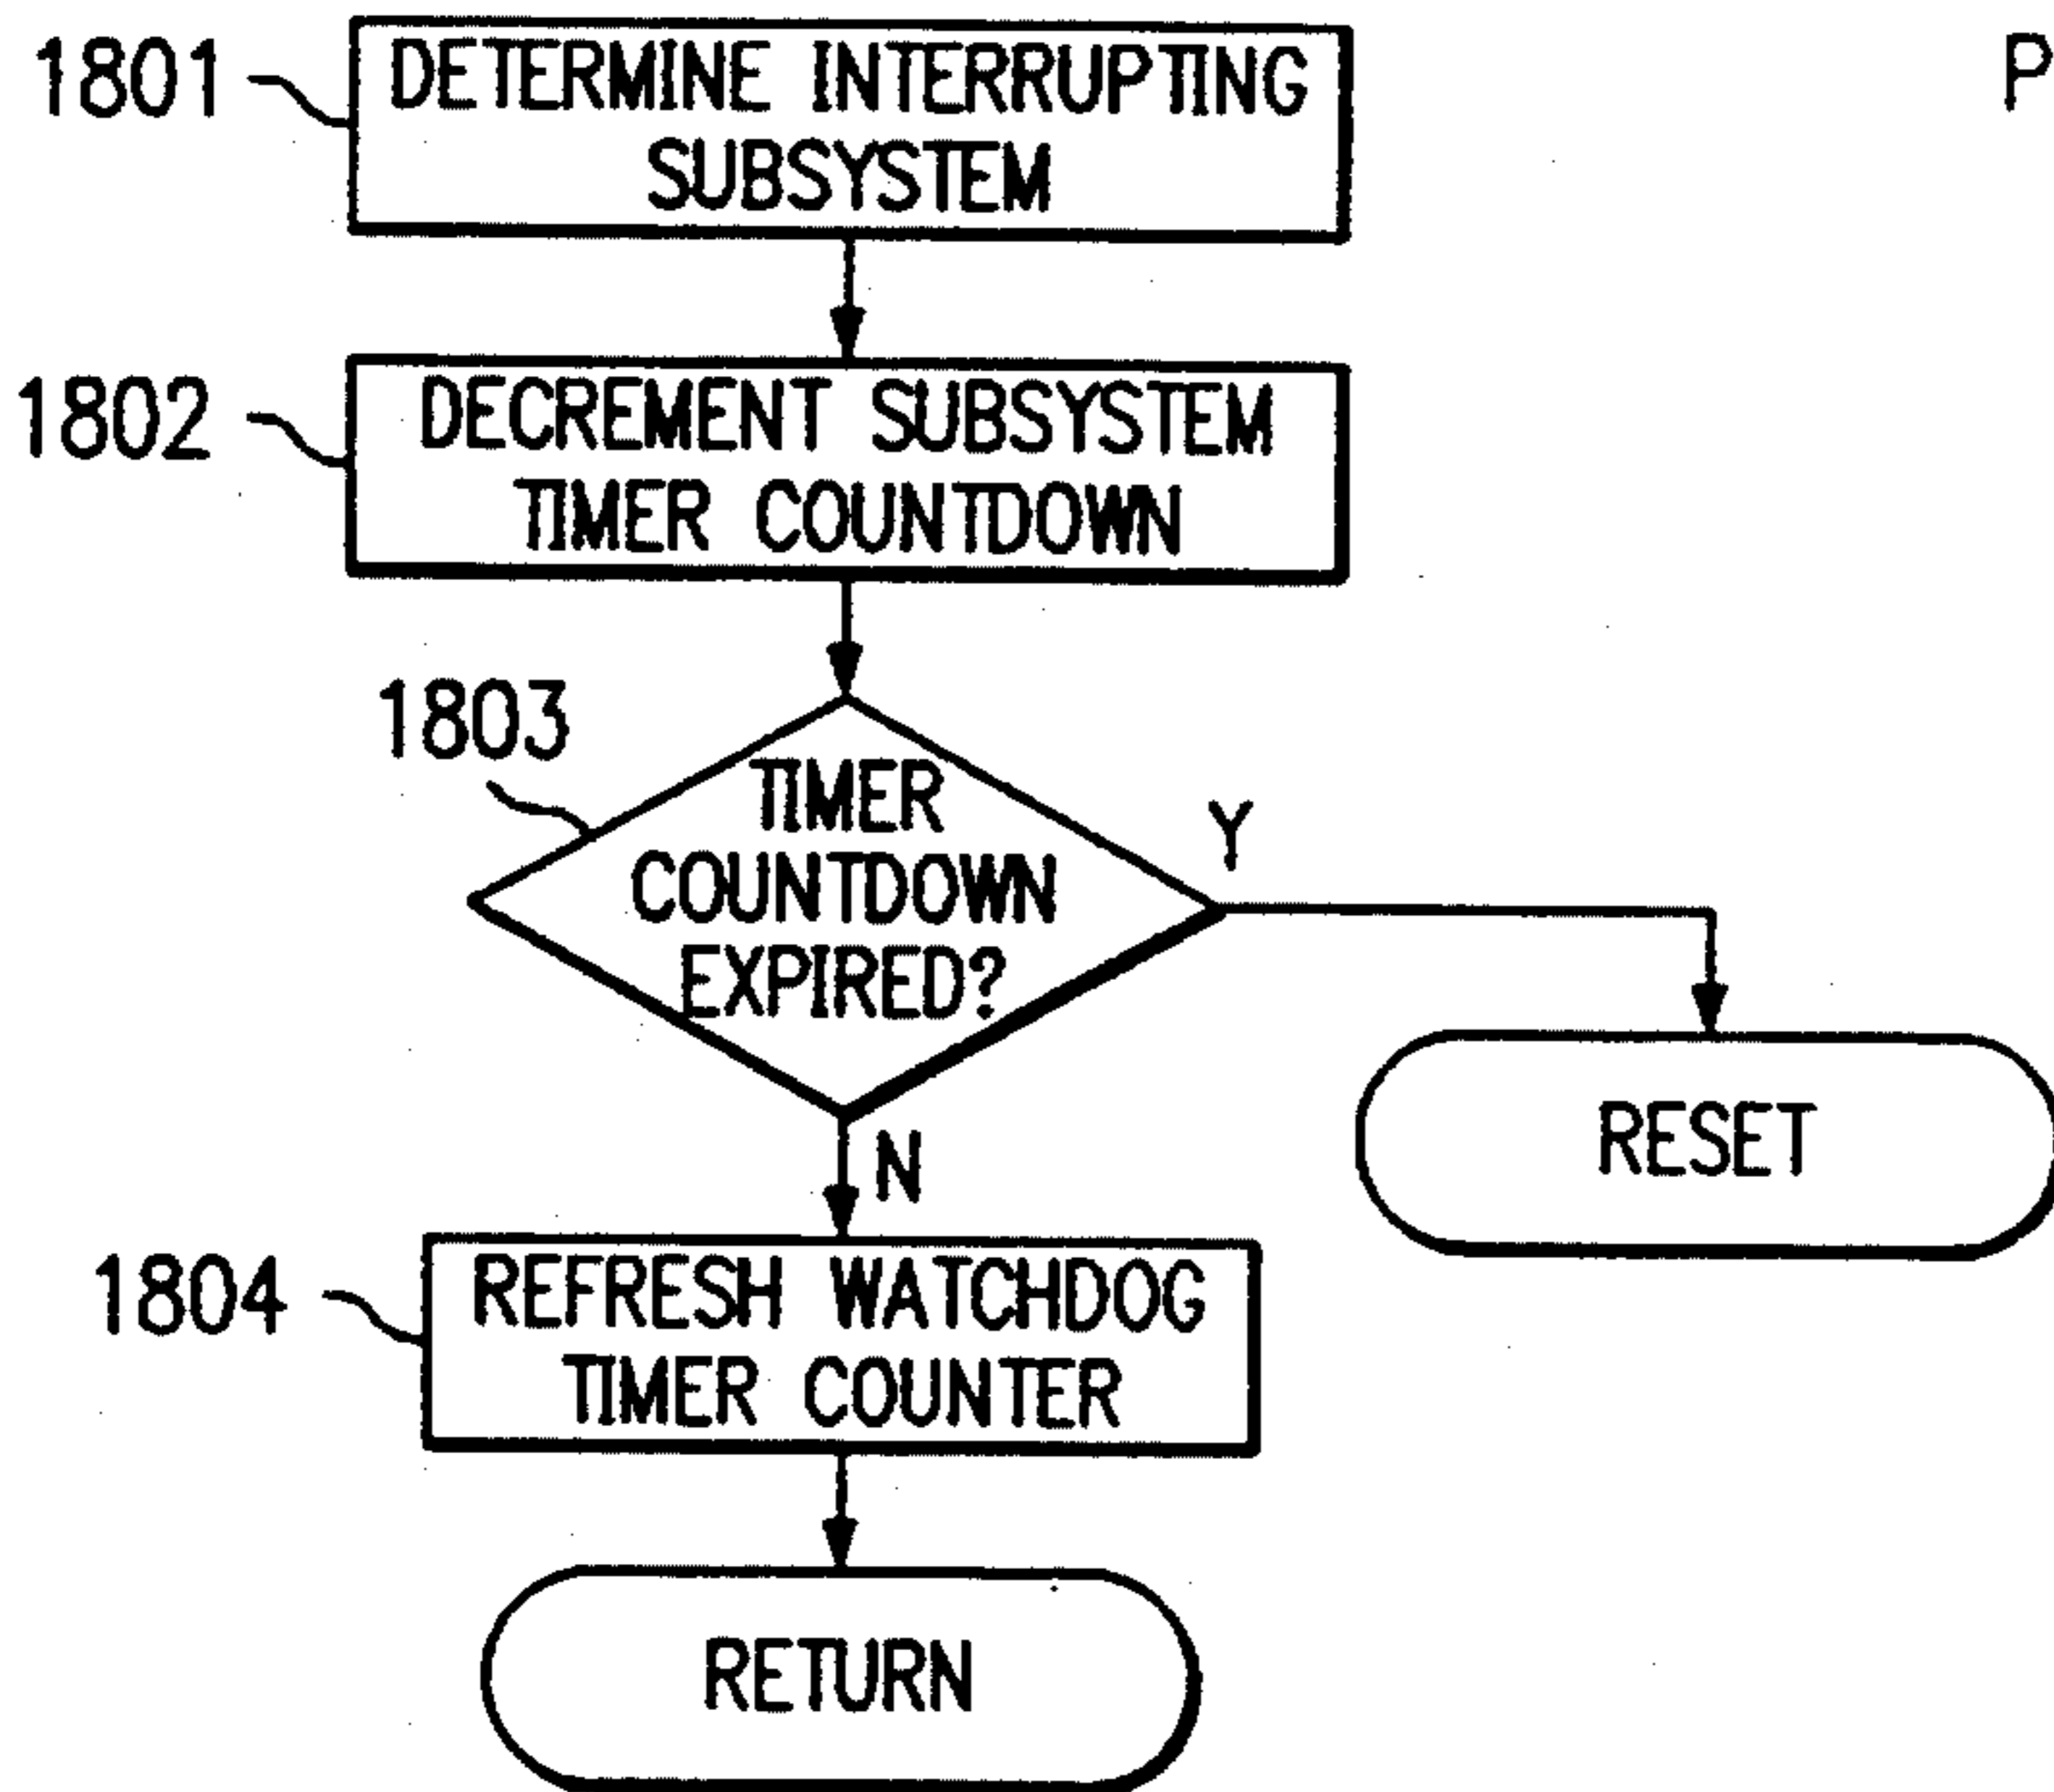 1801
DETERMINE INTERRUPTING
SUBSYSTEM
P
1802
DECREMENT SUBSYSTEM
TIMER COUNTDOWN
1803
TIMER
COUNTDOWN
EXPIRED?
Y
N
RESET
1804
REFRESH WATCHDOG
TIMER COUNTER
RETURN